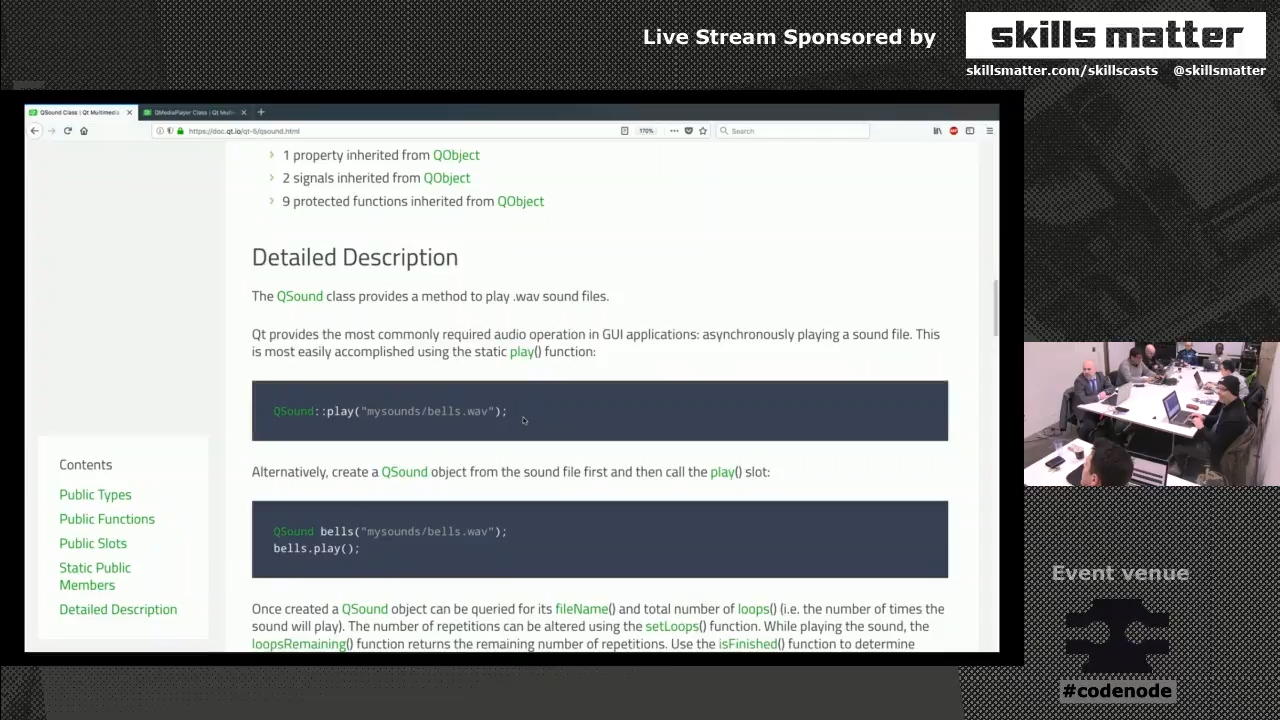 Live Stream Sponsored by
skills matter
skillsmatter.com/skillscasts @skillsmatter
QSound Class | Qt Multimedia
QMediaPlayer Class | Qt Mult
https://doc.qt.io/qt-5/qsound.html
170%
Search
1 property inherited from QObject
2 signals inherited from QObject
9 protected functions inherited from QObject
Detailed Description
The QSound class provides a method to play .wav sound files.
Qt provides the most commonly required audio operation in GUI applications: asynchronously playing a sound file. This
is most easily accomplished using the static play() function:
QSound::play("mysounds/bells.wav");
Alternatively, create a QSound object from the sound file first and then call the play() slot:
QSound bells("mysounds/bells.wav");
bells.play();
Once created a QSound object can be queried for its fileName() and total number of loops() (i.e. the number of times the
sound will play). The number of repetitions can be altered using the setLoops() function. While playing the sound, the
loopsRemaining() function returns the remaining number of repetitions. Use the isFinished() function to determine
Contents
Public Types
Public Functions
Public Slots
Static Public
Members
Detailed Description
Event venue
#codenode